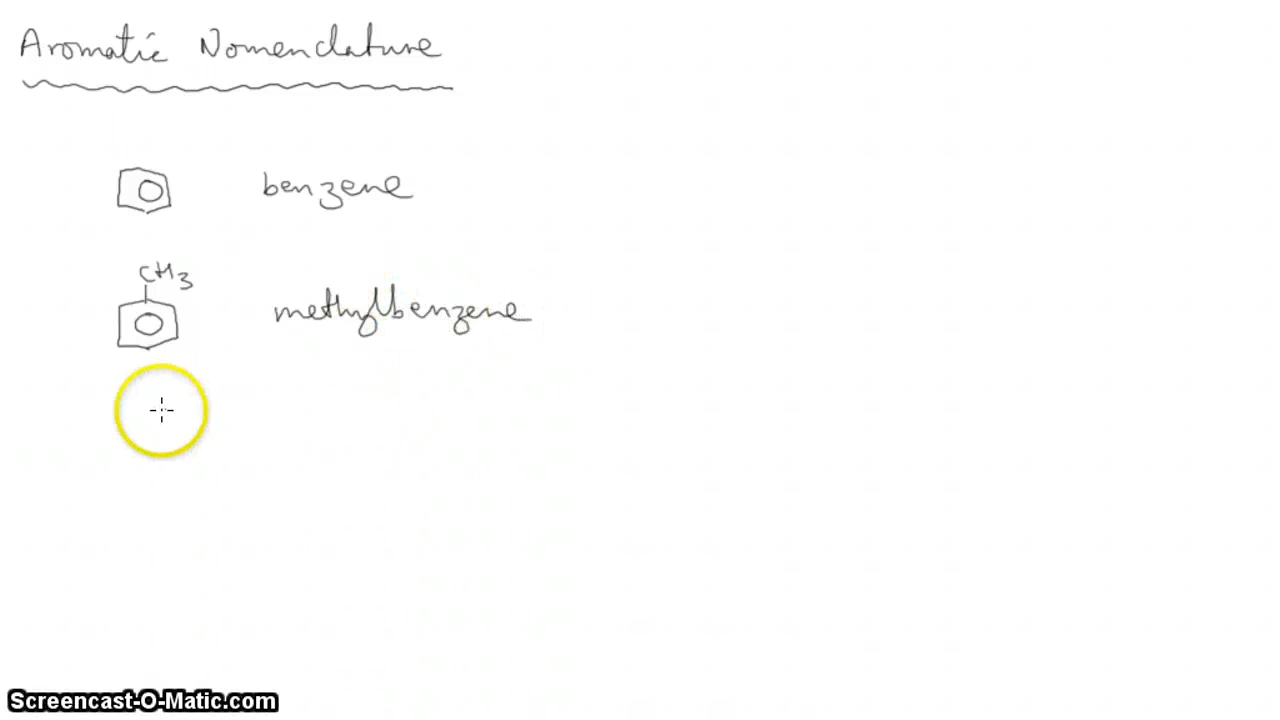 Aromatic Nomenclature
benzene
CH3
methylbenzene
Screencast-O-Matic.com